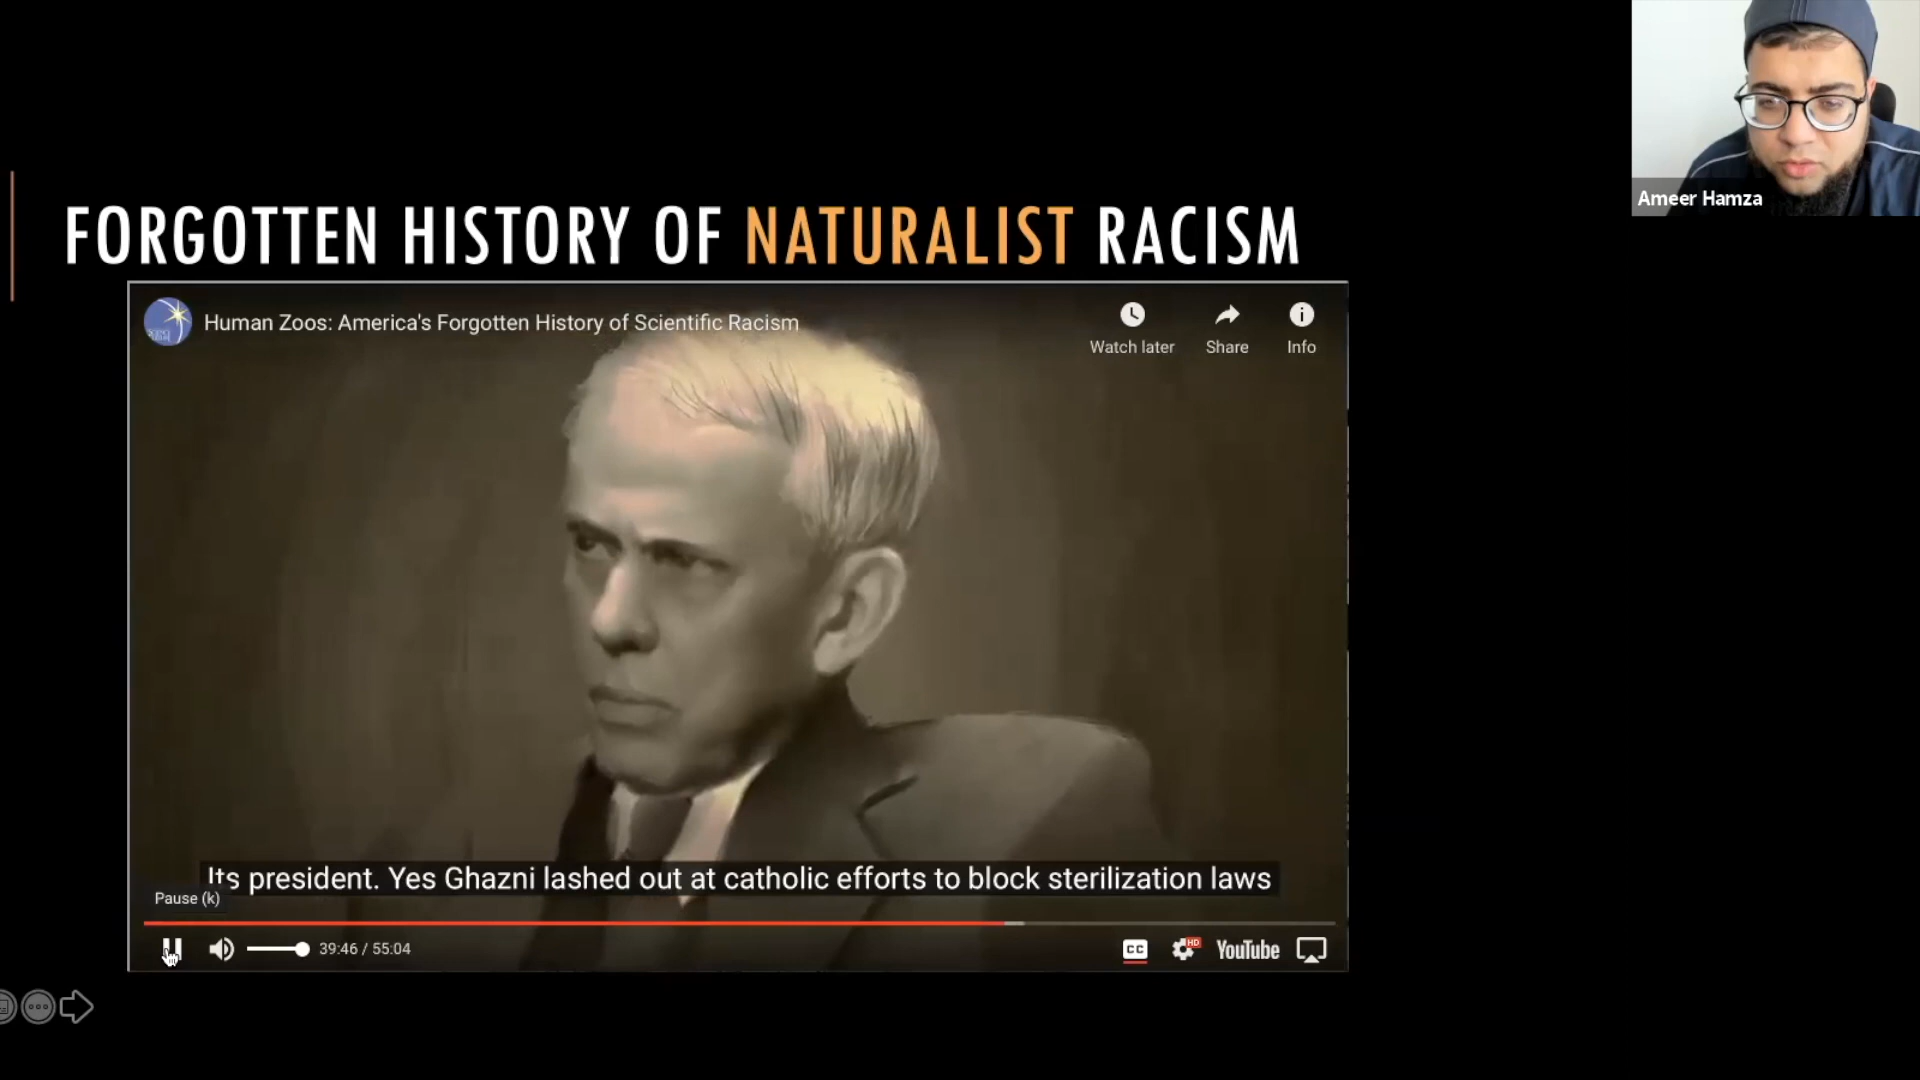 Ameer Hamza
FORGOTTEN HISTORY OF NATURALIST RACISM
Human Zoos: America's Forgotten History of Scientific Racism
Watch later
Share
Info
Its president. Yes Ghazni lashed out at catholic efforts to block sterilization laws
Pause (k)
39:46 / 55:04
CC
HD
YouTube